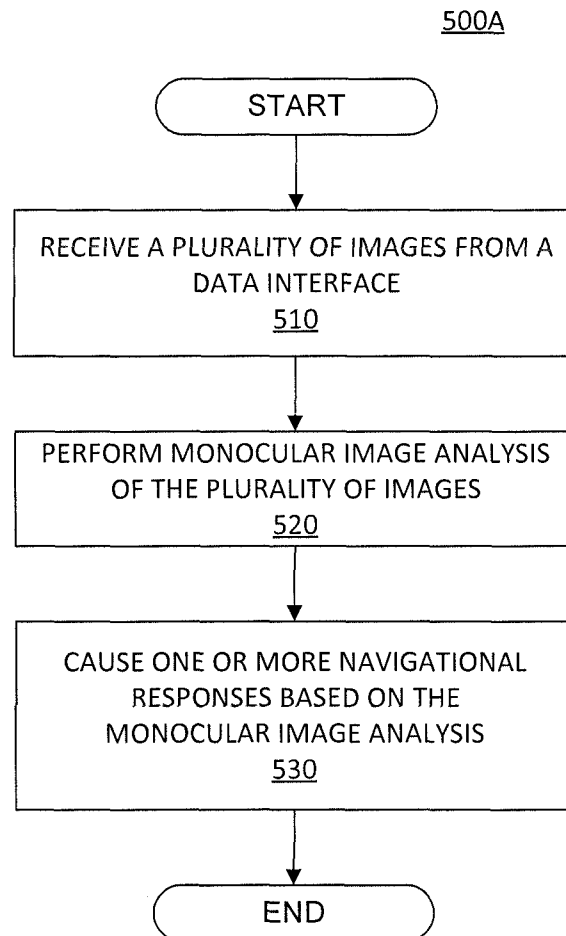 500A
START
RECEIVE A PLURALITY OF IMAGES FROM A
DATA INTERFACE
510
PERFORM MONOCULAR IMAGE ANALYSIS
OF THE PLURALITY OF IMAGES
520
CAUSE ONE OR MORE NAVIGATIONAL
RESPONSES BASED ON THE
MONOCULAR IMAGE ANALYSIS
530
END